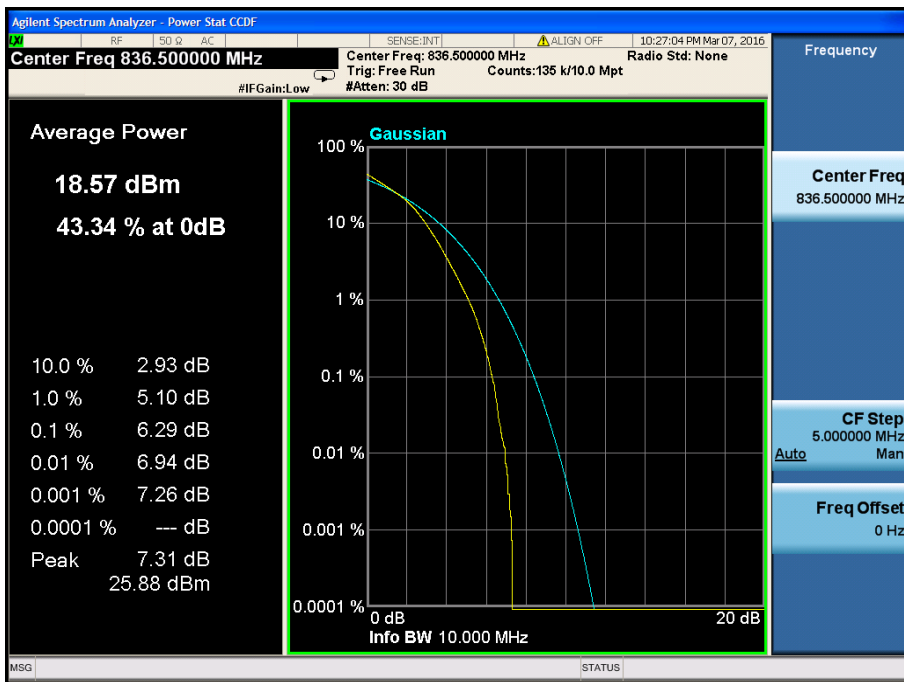 Agilent Spectrum Analyzer - Power Stat CCDF
LXI RF 50 Ω AC SENSE:INT ALIGN OFF 10:27:04 PM Mar 07, 2016
Center Freq 836.500000 MHz
Center Freq: 836.500000 MHz Radio Std: None
Trig: Free Run Counts:135 k/10.0 Mpt
#IFGain:Low #Atten: 30 dB
Average Power
18.57 dBm
43.34 % at 0dB
10.0 % 2.93 dB
1.0 % 5.10 dB
0.1 % 6.29 dB
0.01 % 6.94 dB
0.001 % 7.26 dB
0.0001 % --- dB
Peak 7.31 dB
25.88 dBm
Gaussian
100 %
10 %
1 %
0.1 %
0.01 %
0.001 %
0.0001 %
0 dB 20 dB
Info BW 10.000 MHz
Frequency
Center Freq
836.500000 MHz
CF Step
5.000000 MHz
Auto Man
Freq Offset
0 Hz
MSG STATUS